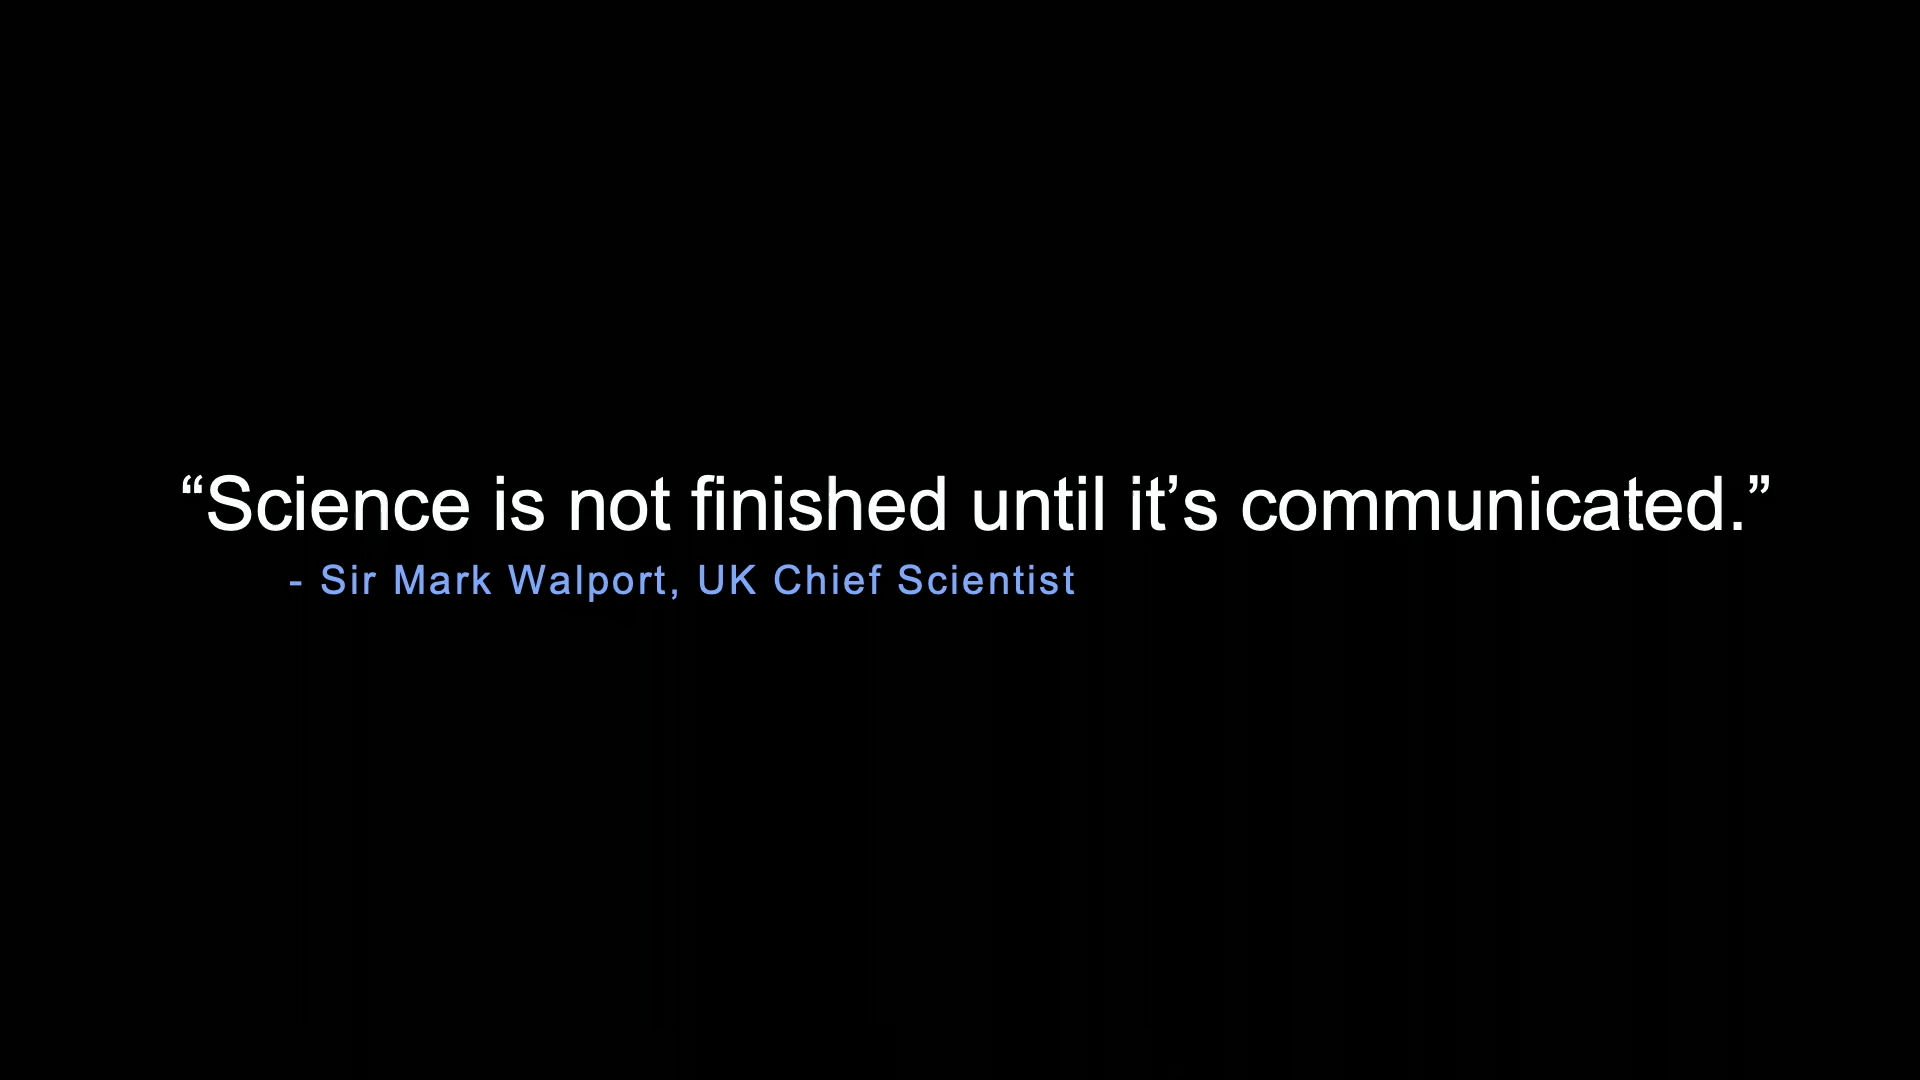 “Science is not finished until it’s communicated.”
- Sir Mark Walport, UK Chief Scientist